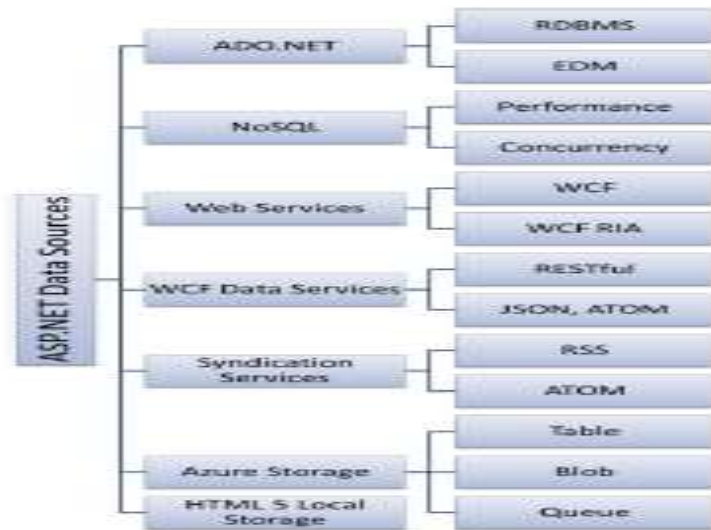 ASP.NET Data Sources
ADO.NET
RDBMS
EDM
NoSQL
Performance
Concurrency
Web Services
WCF
WCF RIA
WCF Data Services
RESTful
JSON, ATOM
Syndication
Services
RSS
ATOM
Azure Storage
Table
Blob
Queue
HTML 5 Local
Storage